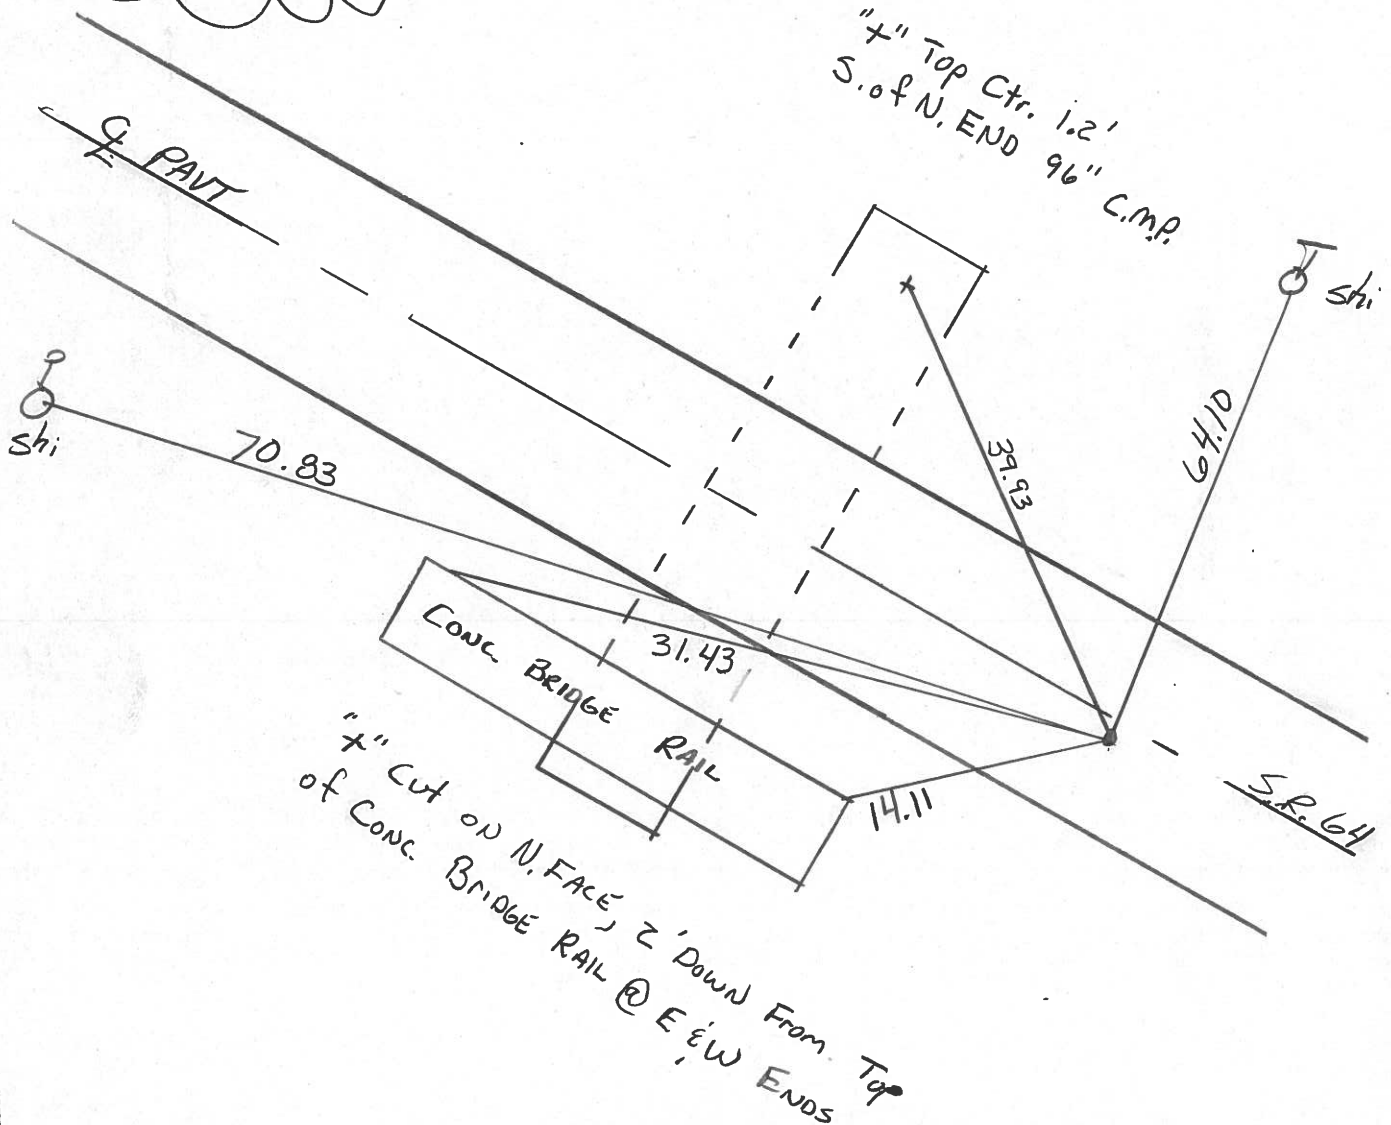 "x" Top Ctr. 1.2'
S. of N. END 96" C.M.P.
℄ PAVT
shi
shi
70.83
39.93
64.10
31.43
CONC. BRIDGE RAIL
14.11
S.R. 64
"x" Cut ON N. FACE, 2' DOWN From Top
of CONC. BRIDGE RAIL @ E & W ENDS